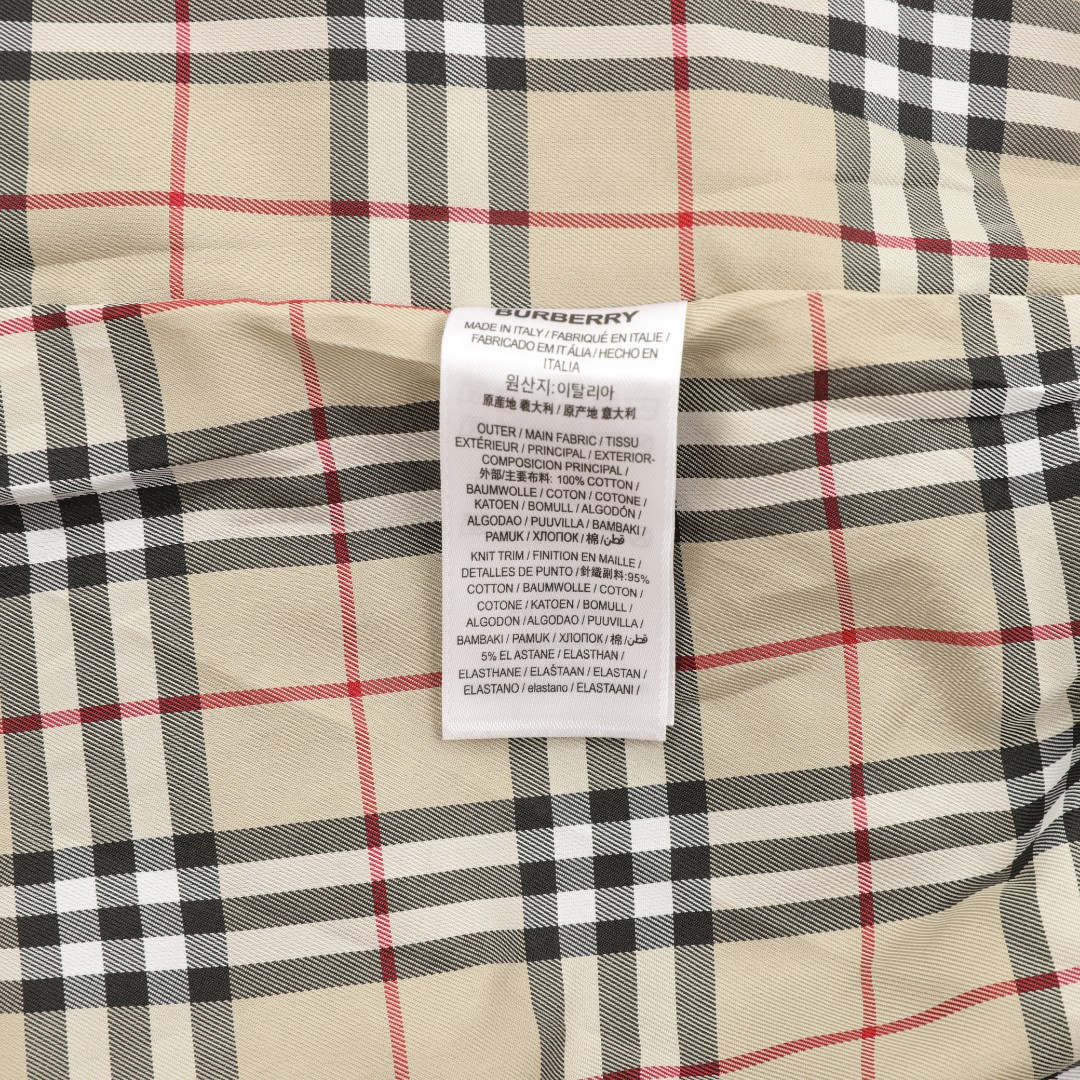 BURBERRY
MADE IN ITALY / FABRIQUÉ EN ITALIE /
FABRICADO EM ITÁLIA / HECHO EN
ITALIA
원산지:이탈리아
原産地 義大利 / 原产地 意大利
OUTER / MAIN FABRIC / TISSU
EXTÉRIEUR / PRINCIPAL / EXTERIOR-
COMPOSICION PRINCIPAL /
外部/主要布料: 100% COTTON /
BAUMWOLLE / COTON / COTONE /
KATOEN / BOMULL / ALGODÓN /
ALGODAO / PUUVILLA / BAMBAKI /
PAMUK / ХЛОПОК / 棉 / قطن
KNIT TRIM / FINITION EN MAILLE /
DETALLES DE PUNTO / 針織副料:95%
COTTON / BAUMWOLLE / COTON /
COTONE / KATOEN / BOMULL /
ALGODON / ALGODAO / PUUVILLA /
BAMBAKI / PAMUK / ХЛОПОК / 棉 / قطن
5% ELASTANE / ELASTHAN /
ELASTHANE / ELAŠTAAN / ELASTAN /
ELASTANO / elastano / ELASTAANI /